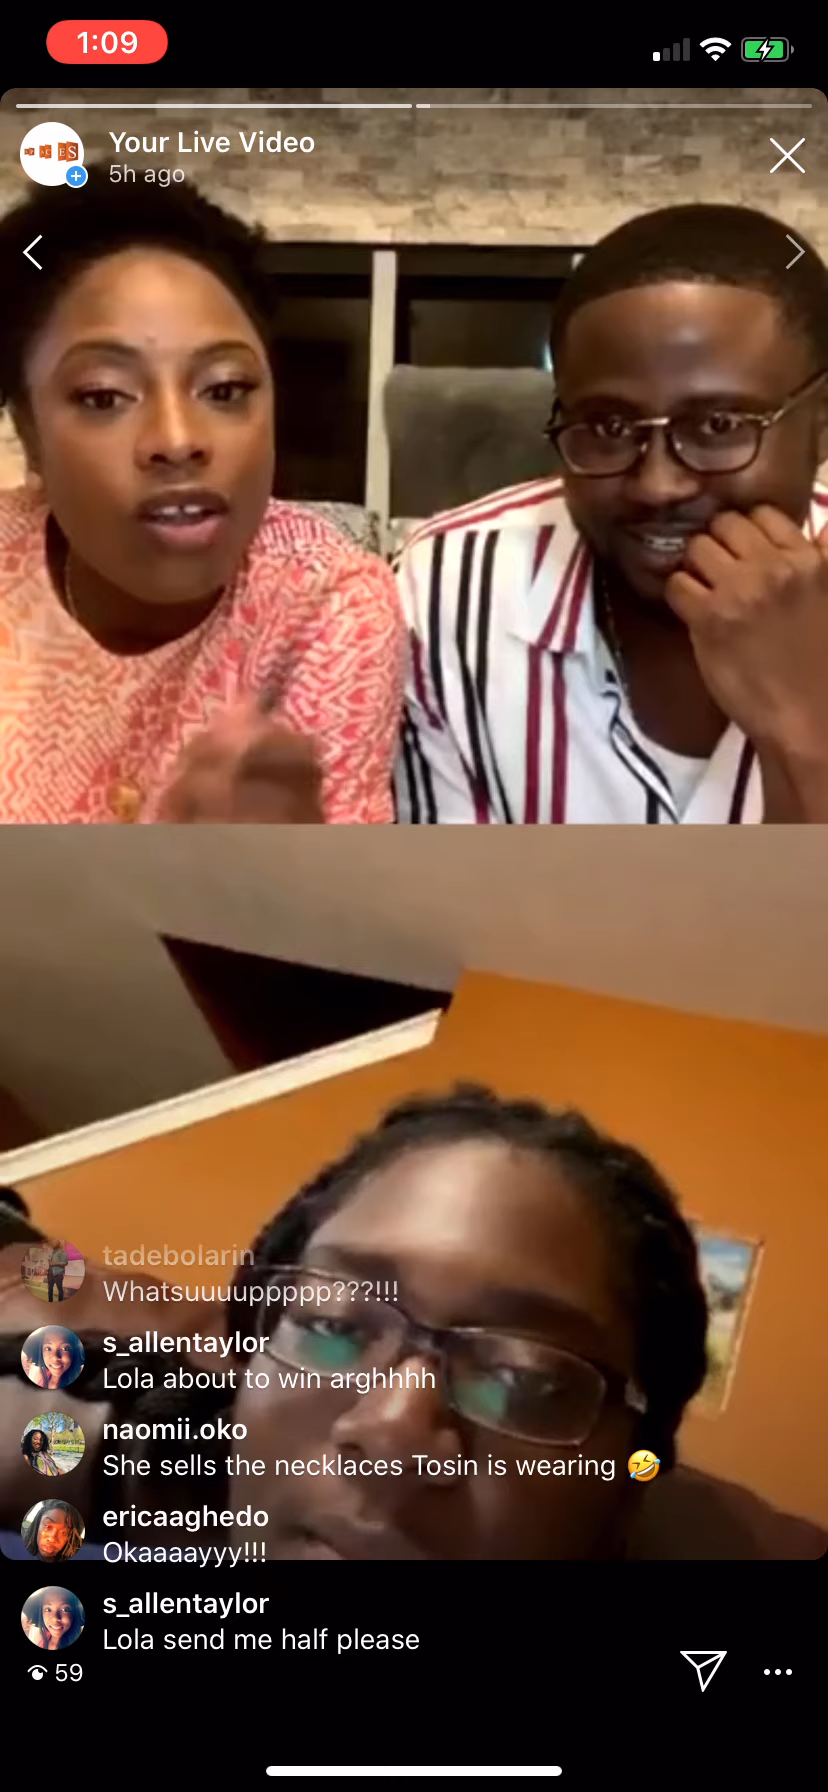 1:09
Your Live Video
5h ago
tadebolarin
Whatsuuuuppppp???!!!
s_allentaylor
Lola about to win arghhhh
naomii.oko
She sells the necklaces Tosin is wearing 🤣
ericaaghedo
Okaaaayyy!!!
s_allentaylor
Lola send me half please
59